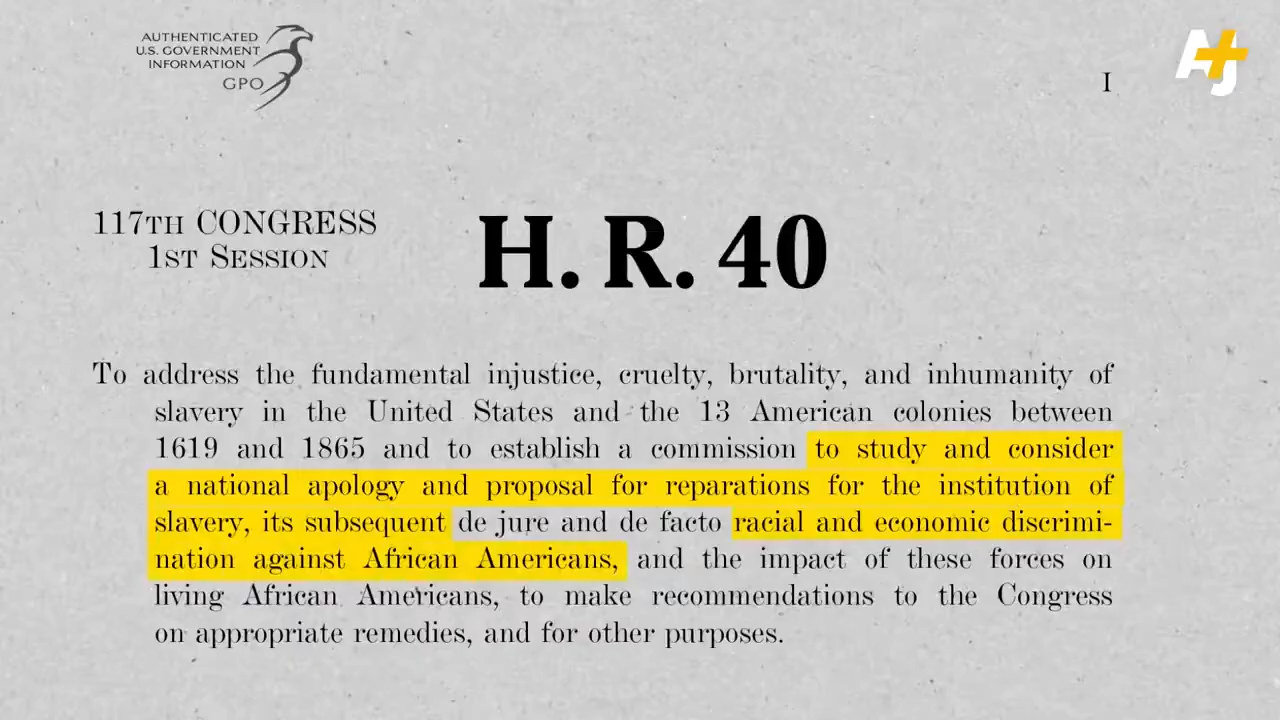 AUTHENTICATED
U.S. GOVERNMENT
INFORMATION
GPO
AJ+
I
117TH CONGRESS
1ST SESSION
H. R. 40
To address the fundamental injustice, cruelty, brutality, and inhumanity of
slavery in the United States and the 13 American colonies between
1619 and 1865 and to establish a commission to study and consider
a national apology and proposal for reparations for the institution of
slavery, its subsequent de jure and de facto racial and economic discrimi-
nation against African Americans, and the impact of these forces on
living African Americans, to make recommendations to the Congress
on appropriate remedies, and for other purposes.